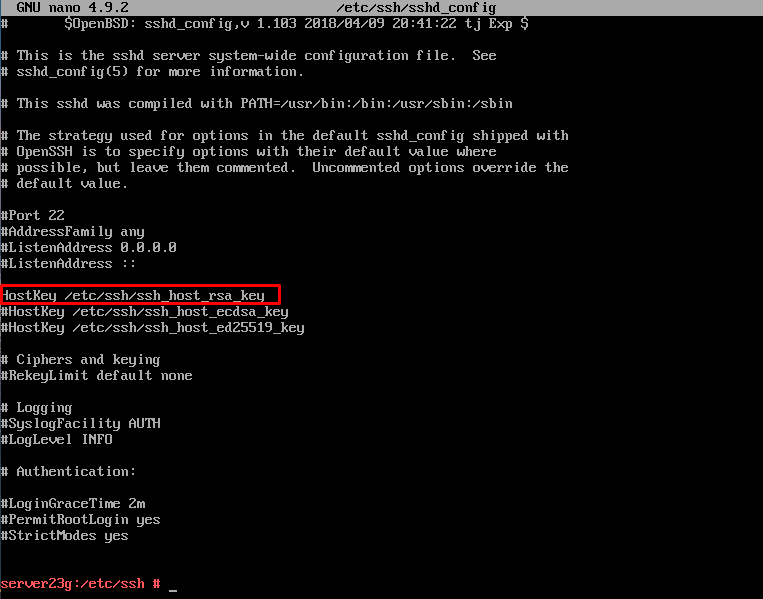 GNU nano 4.9.2 /etc/ssh/sshd_config
# $OpenBSD: sshd_config,v 1.103 2018/04/09 20:41:22 tj Exp $
# This is the sshd server system-wide configuration file. See
# sshd_config(5) for more information.
# This sshd was compiled with PATH=/usr/bin:/bin:/usr/sbin:/sbin
# The strategy used for options in the default sshd_config shipped with
# OpenSSH is to specify options with their default value where
# possible, but leave them commented. Uncommented options override the
# default value.
#Port 22
#AddressFamily any
#ListenAddress 0.0.0.0
#ListenAddress ::
HostKey /etc/ssh/ssh_host_rsa_key
#HostKey /etc/ssh/ssh_host_ecdsa_key
#HostKey /etc/ssh/ssh_host_ed25519_key
# Ciphers and keying
#RekeyLimit default none
# Logging
#SyslogFacility AUTH
#LogLevel INFO
# Authentication:
#LoginGraceTime 2m
#PermitRootLogin yes
#StrictModes yes
server23g:/etc/ssh # _